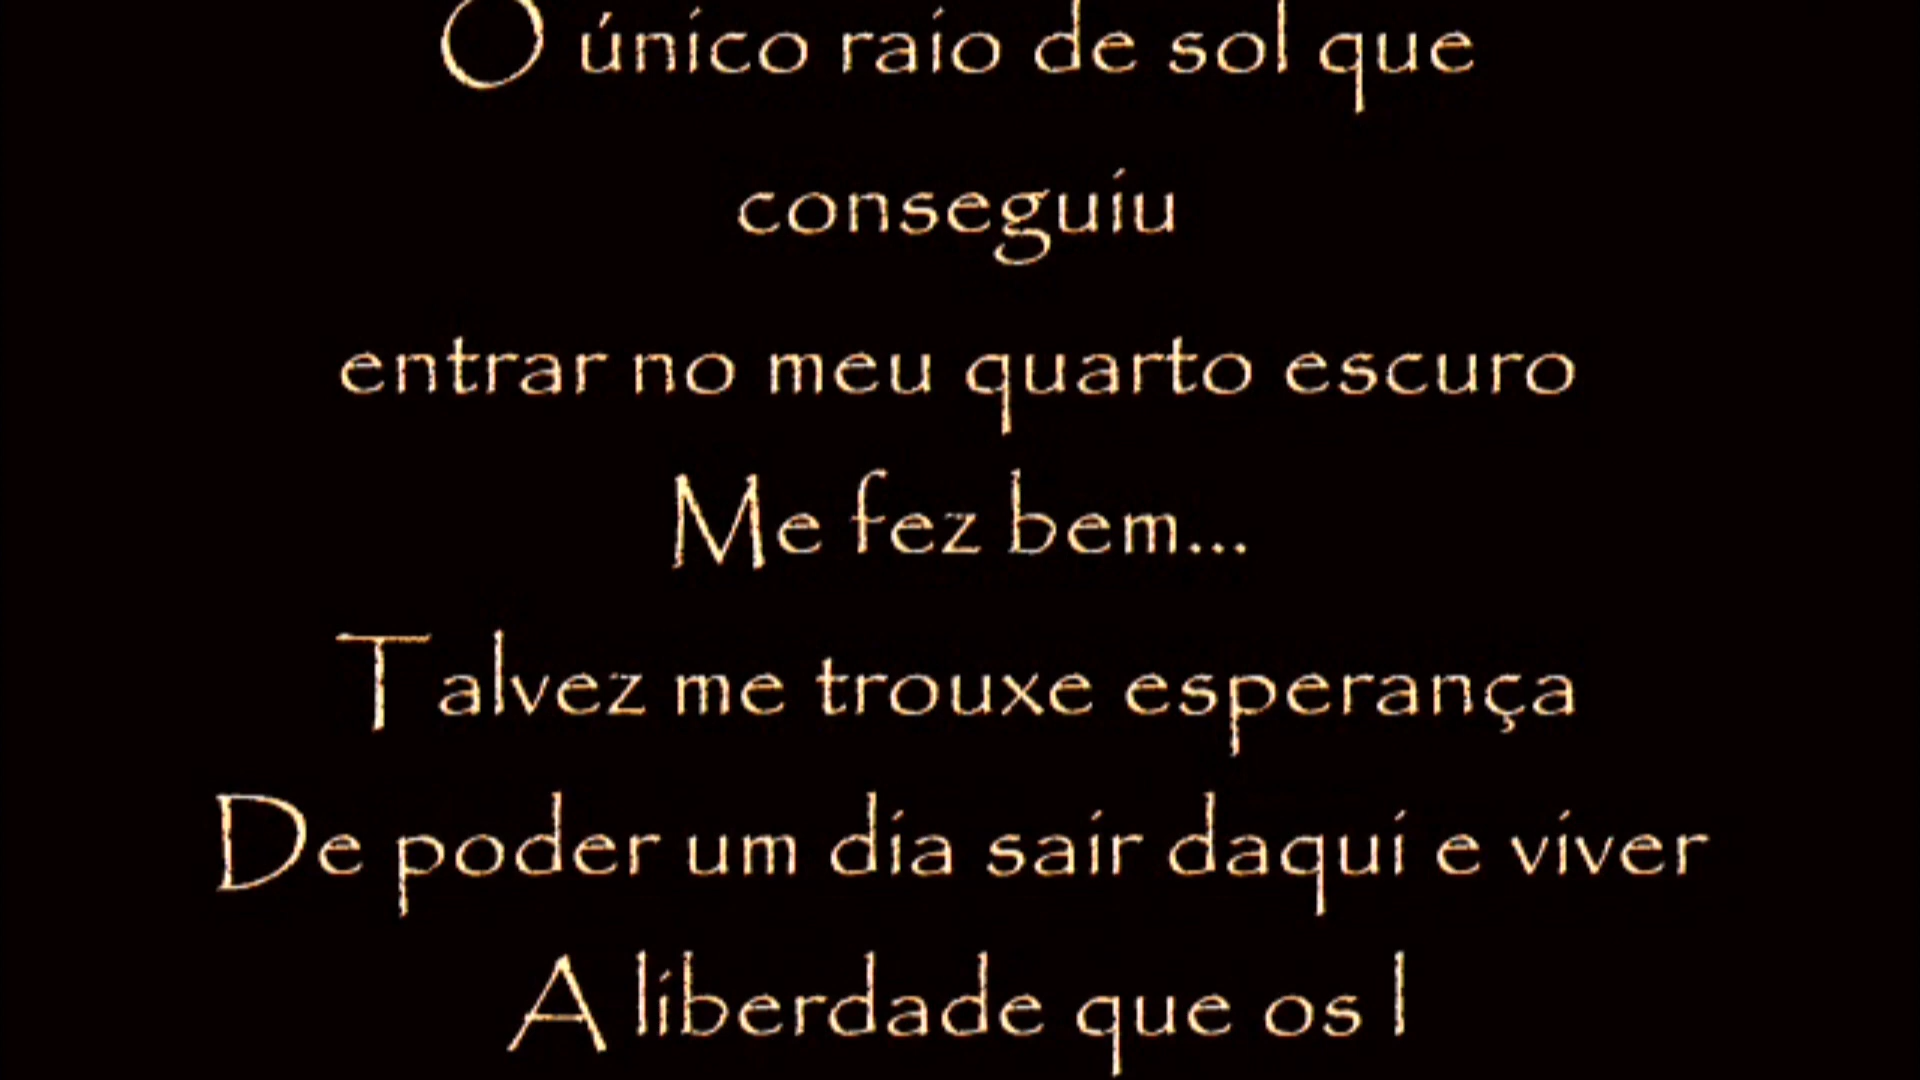 O único raio de sol que
conseguiu
entrar no meu quarto escuro
Me fez bem...
Talvez me trouxe esperança
De poder um dia sair daqui e viver
A liberdade que os l